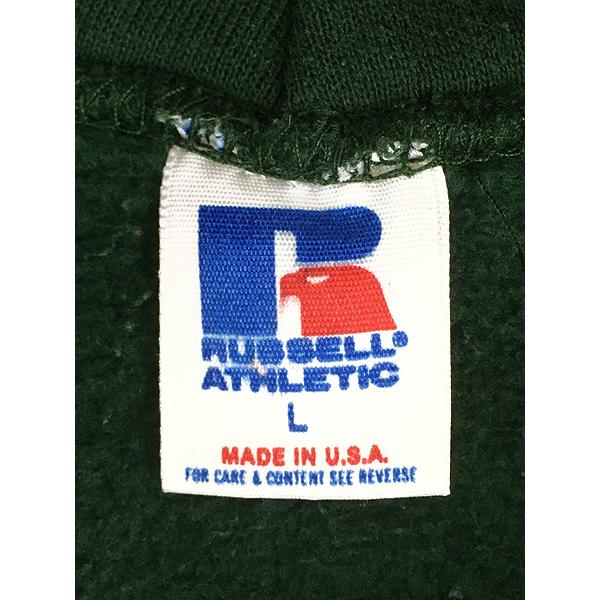 RUSSELL®
ATHLETIC
L
MADE IN U.S.A.
FOR CARE & CONTENT SEE REVERSE